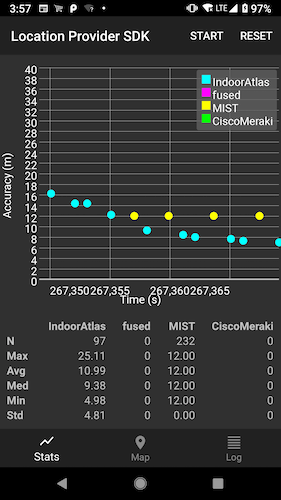 3:57 LTE 97%
Location Provider SDK START RESET
IndoorAtlas
fused
MIST
CiscoMeraki
Accuracy (m)
40
38
36
34
32
30
28
26
24
22
20
18
16
14
12
10
8
6
4
2
0
267,350 267,355 267,360 267,365
Time (s)
IndoorAtlas fused MIST CiscoMeraki
N 97 0 232 0
Max 25.11 0 12.00 0
Avg 10.99 0 12.00 0
Med 9.38 0 12.00 0
Min 4.98 0 12.00 0
Std 4.81 0 0.00 0
Stats Map Log